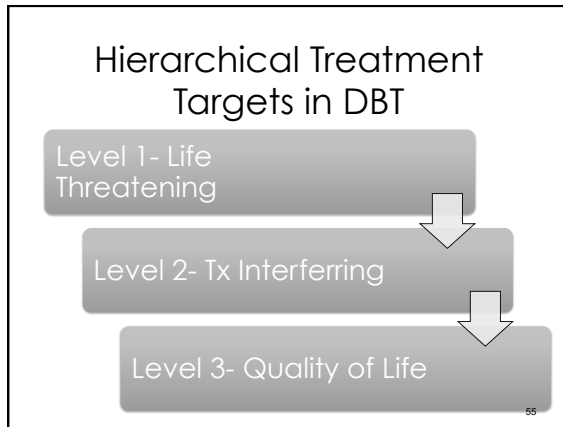 Hierarchical Treatment
Targets in DBT
Level 1- Life
Threatening
Level 2- Tx Interferring
Level 3- Quality of Life
55